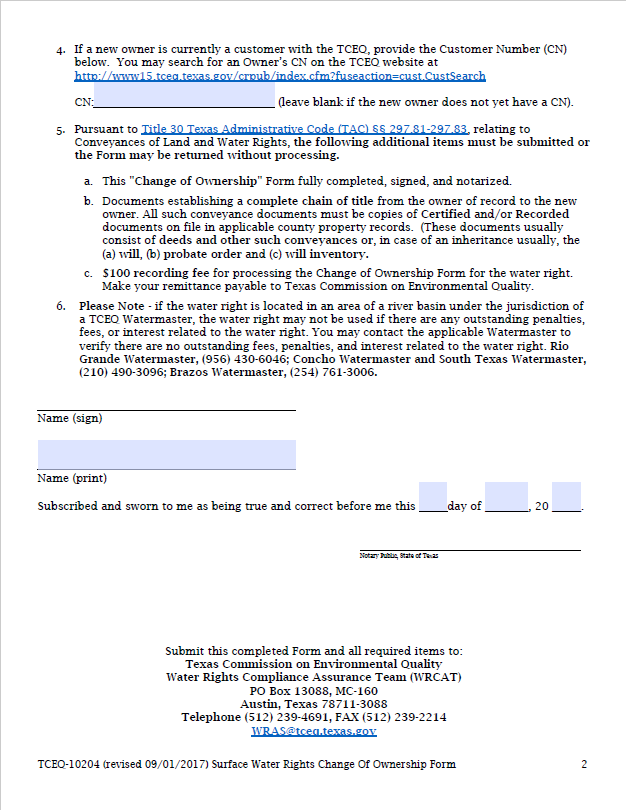 4. If a new owner is currently a customer with the TCEQ, provide the Customer Number (CN)
below. You may search for an Owner's CN on the TCEQ website at
http://www15.tceq.texas.gov/crpub/index.cfm?fuseaction=cust.CustSearch
CN: (leave blank if the new owner does not yet have a CN).
5. Pursuant to Title 30 Texas Administrative Code (TAC) §§ 297.81-297.83, relating to
Conveyances of Land and Water Rights, the following additional items must be submitted or
the Form may be returned without processing.
a. This "Change of Ownership" Form fully completed, signed, and notarized.
b. Documents establishing a complete chain of title from the owner of record to the new
owner. All such conveyance documents must be copies of Certified and/or Recorded
documents on file in applicable county property records. (These documents usually
consist of deeds and other such conveyances or, in case of an inheritance usually, the
(a) will, (b) probate order and (c) will inventory.
c. $100 recording fee for processing the Change of Ownership Form for the water right.
Make your remittance payable to Texas Commission on Environmental Quality.
6. Please Note - if the water right is located in an area of a river basin under the jurisdiction of
a TCEQ Watermaster, the water right may not be used if there are any outstanding penalties,
fees, or interest related to the water right. You may contact the applicable Watermaster to
verify there are no outstanding fees, penalties, and interest related to the water right. Rio
Grande Watermaster, (956) 430-6046; Concho Watermaster and South Texas Watermaster,
(210) 490-3096; Brazos Watermaster, (254) 761-3006.
Name (sign)
Name (print)
Subscribed and sworn to me as being true and correct before me this day of , 20 .
Notary Public, State of Texas
Submit this completed Form and all required items to:
Texas Commission on Environmental Quality
Water Rights Compliance Assurance Team (WRCAT)
PO Box 13088, MC-160
Austin, Texas 78711-3088
Telephone (512) 239-4691, FAX (512) 239-2214
WRAS@tceq.texas.gov
TCEQ-10204 (revised 09/01/2017) Surface Water Rights Change Of Ownership Form 2